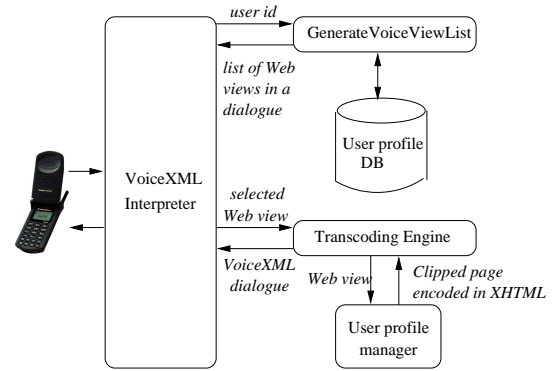 user id
GenerateVoiceViewList
list of Web
views in a
dialogue
User profile
DB
VoiceXML
Interpreter
selected
Web view
Transcoding Engine
VoiceXML
dialogue
Web view
Clipped page
encoded in XHTML
User profile
manager